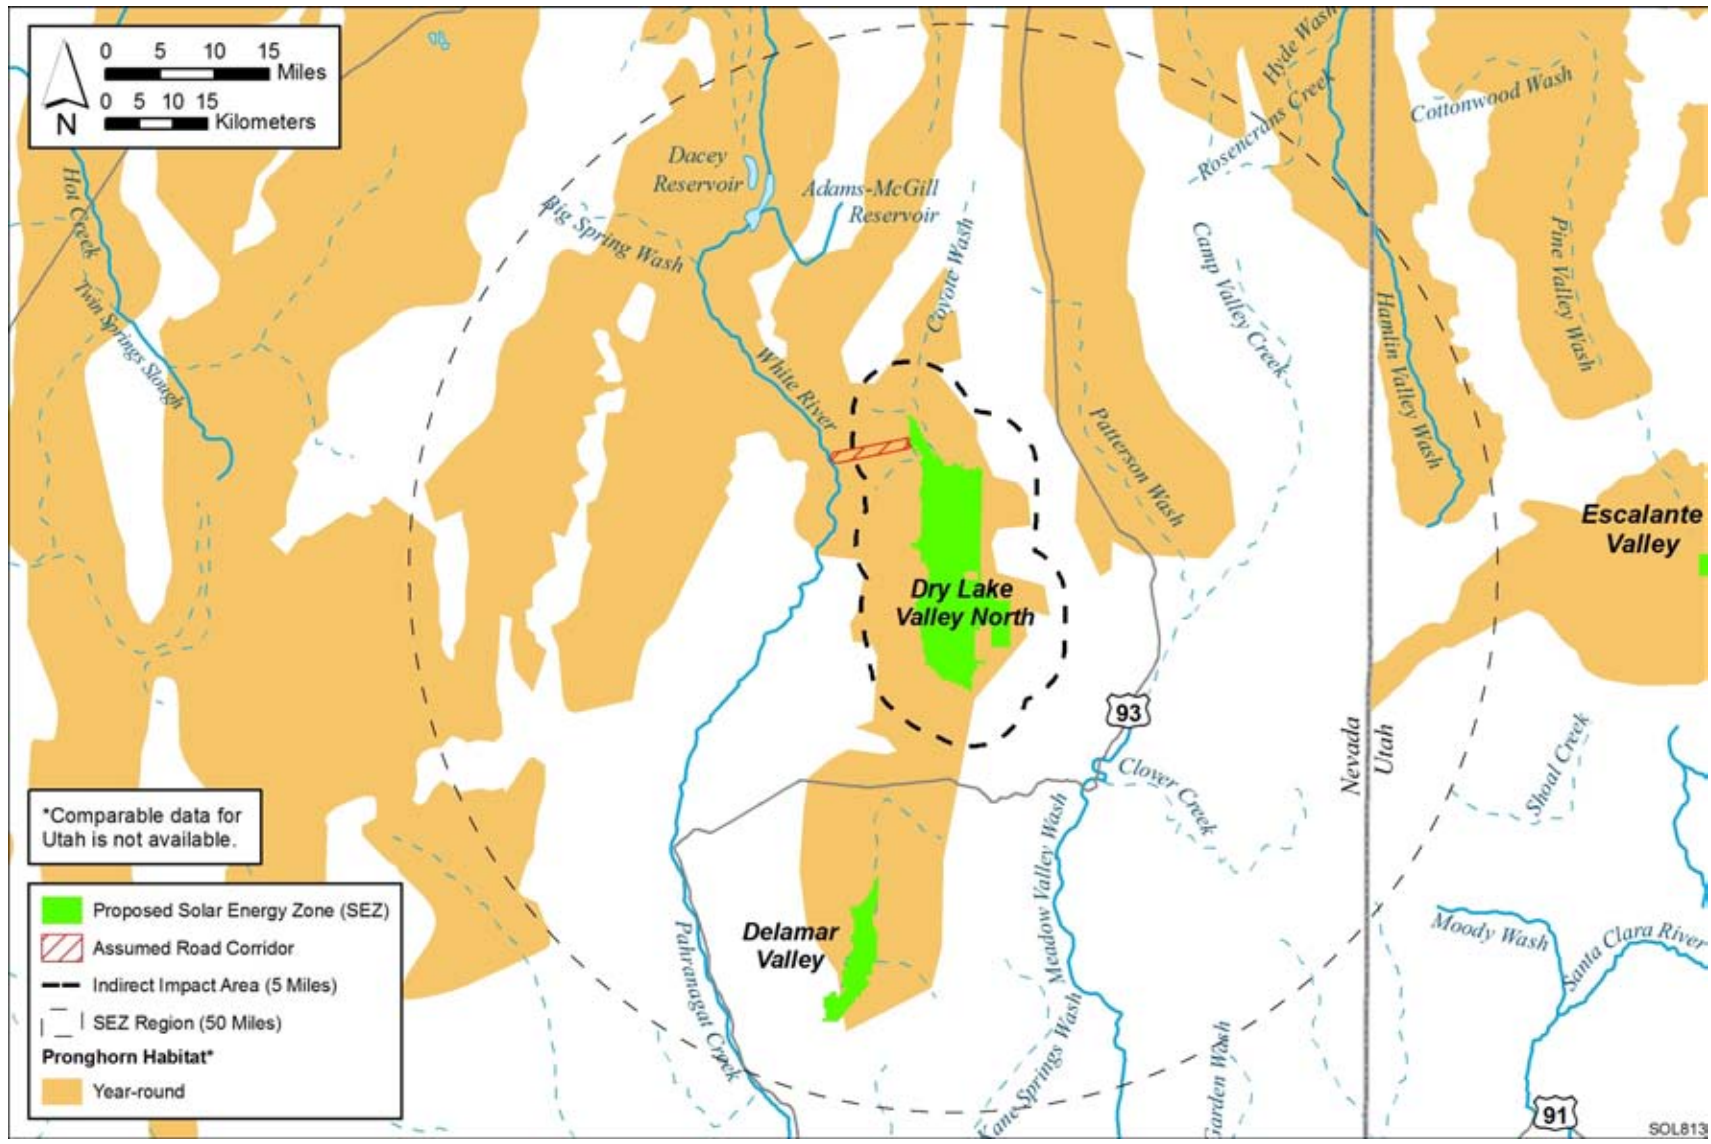 0 5 10 15
Miles
0 5 10 15
Kilometers
N
Hot Creek
Twin Springs Slough
Big Spring Wash
Dacey
Reservoir
Adams-McGill
Reservoir
Coyote Wash
White River
Hyde Wash
Rosencrans Creek
Cottonwood Wash
Camp Valley Creek
Pine Valley Wash
Hamlin Valley Wash
Patterson Wash
Escalante
Valley
Dry Lake
Valley North
93
Nevada
Utah
Clover Creek
Shoal Creek
Meadow Valley Wash
Delamar
Valley
Pahranagat Creek
Kane Springs Wash
Garden Wash
Moody Wash
Santa Clara River
91
*Comparable data for
Utah is not available.
Proposed Solar Energy Zone (SEZ)
Assumed Road Corridor
Indirect Impact Area (5 Miles)
SEZ Region (50 Miles)
Pronghorn Habitat*
Year-round
SOL813